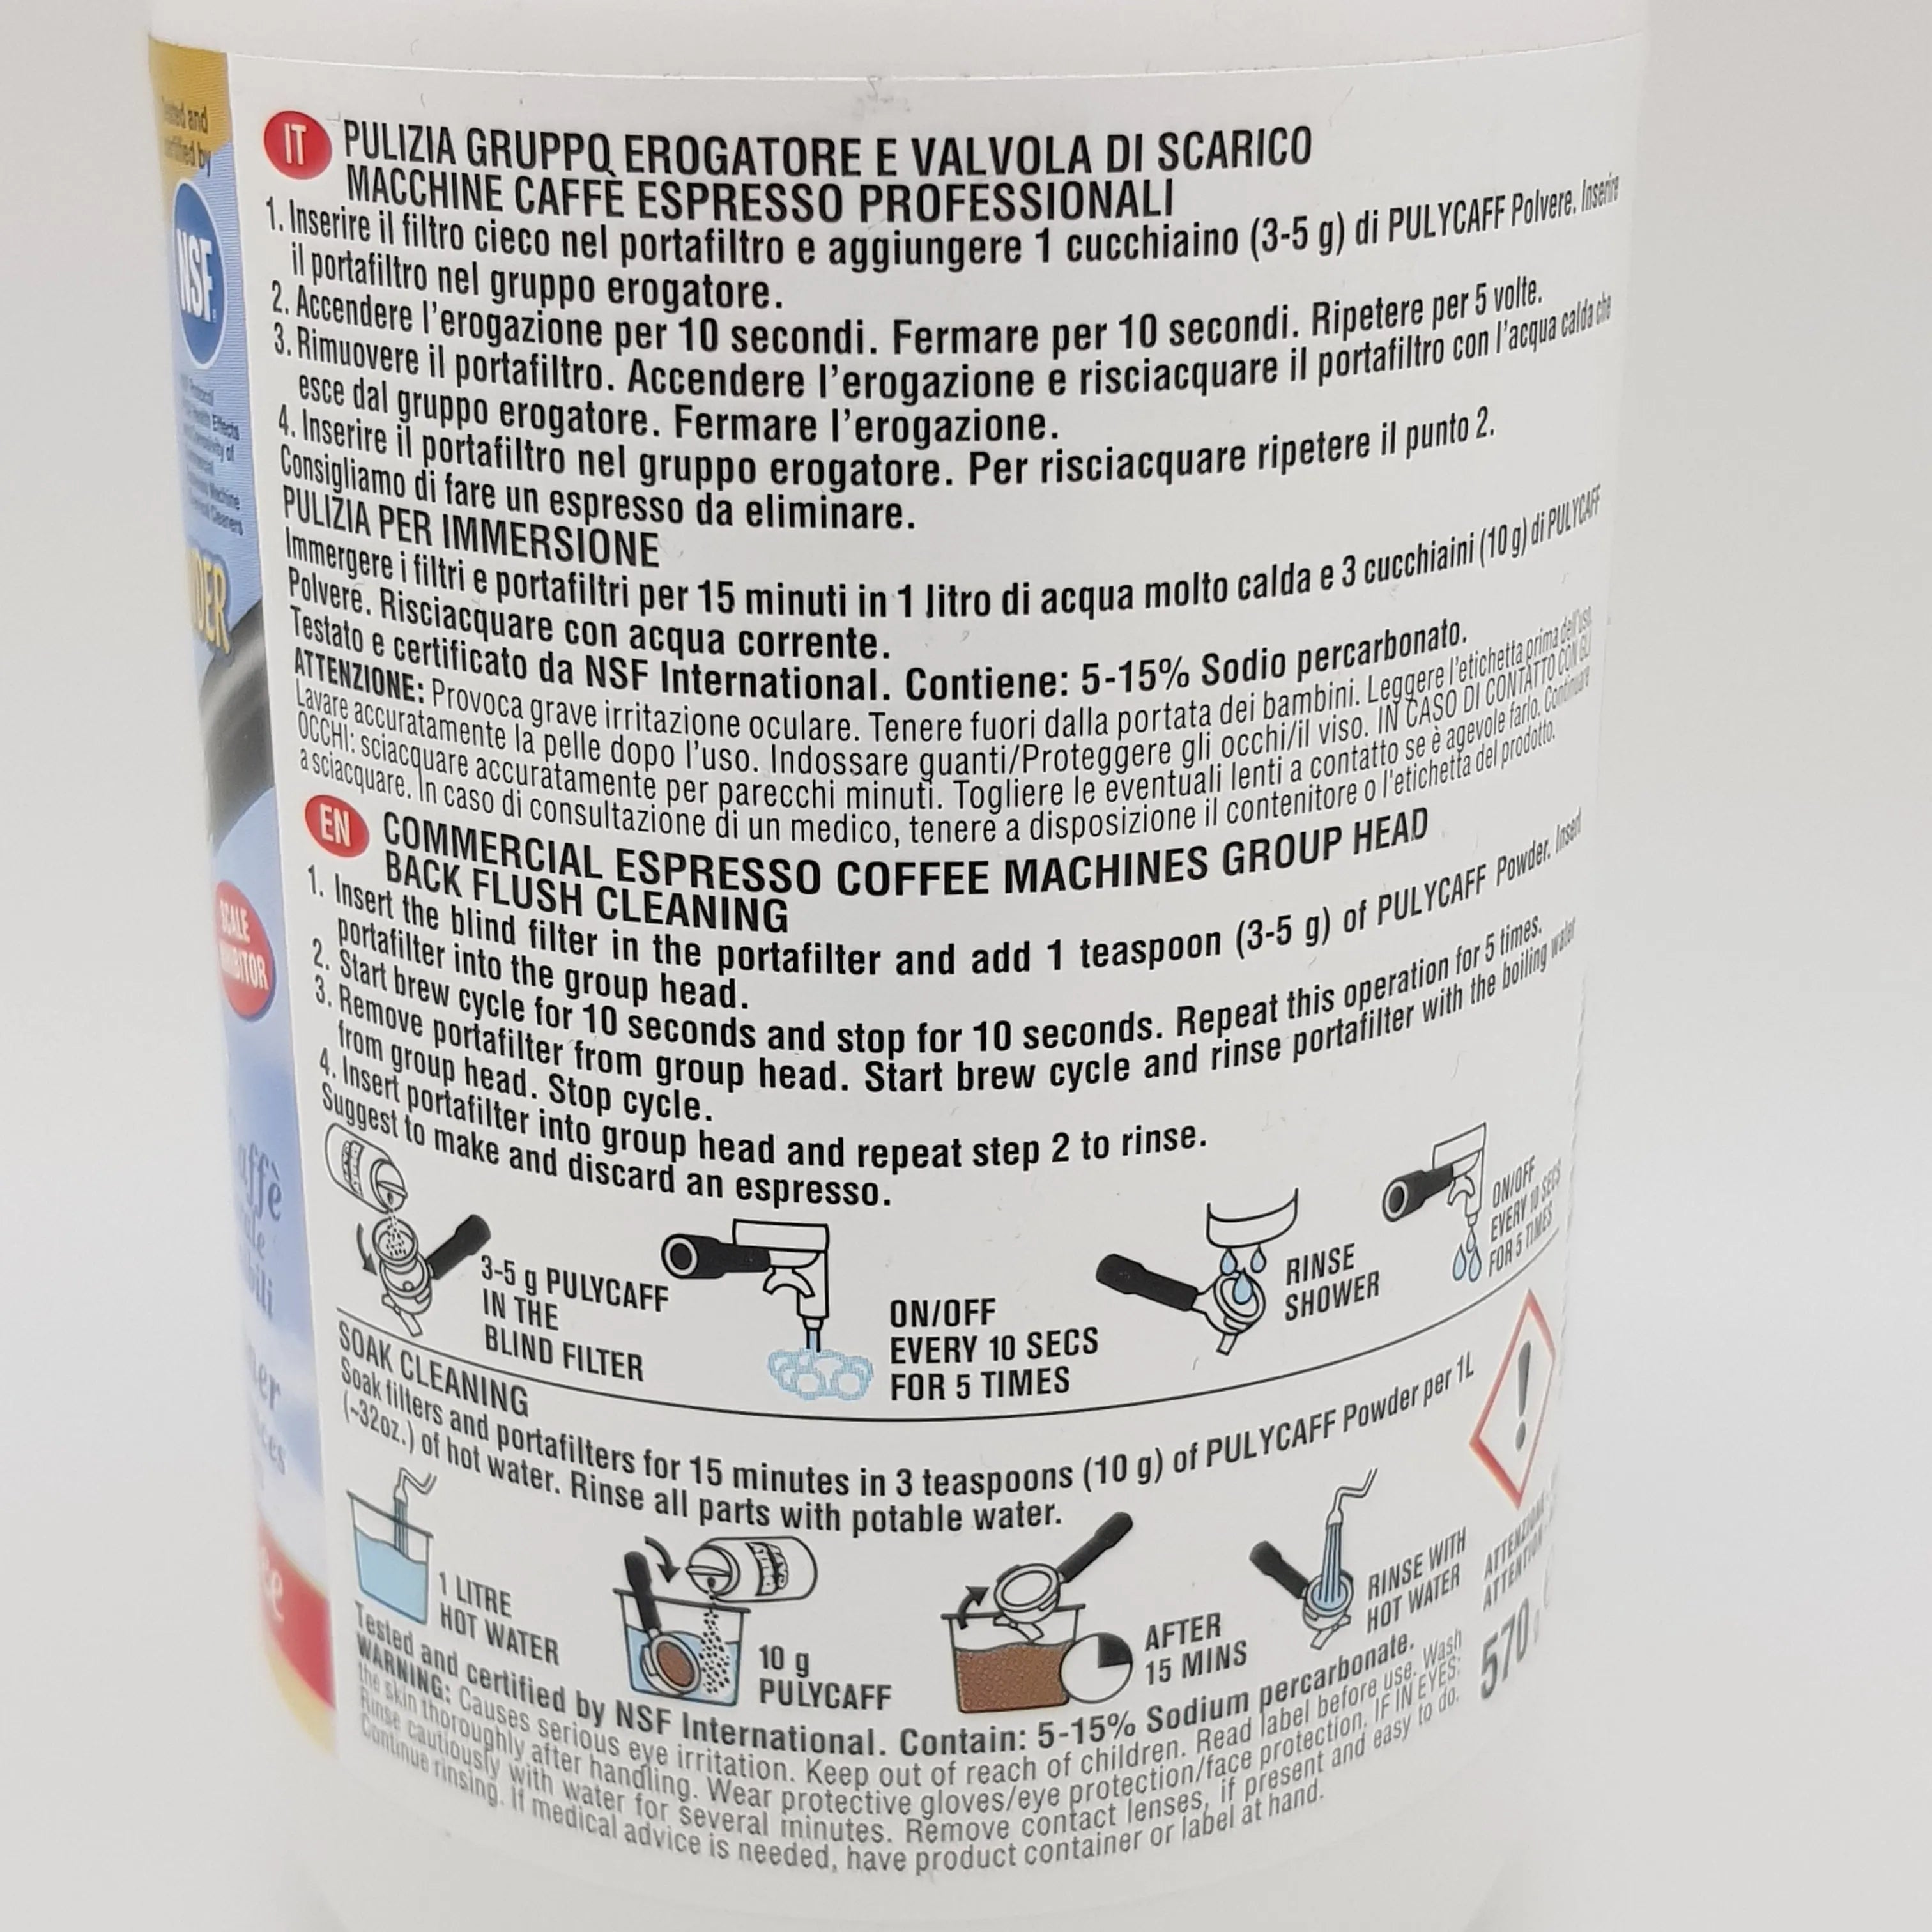 IT
PULIZIA GRUPPO EROGATORE E VALVOLA DI SCARICO
MACCHINE CAFFÈ ESPRESSO PROFESSIONALI
1. Inserire il filtro cieco nel portafiltro e aggiungere 1 cucchiaino (3-5 g) di PULYCAFF Polvere. Inserire
il portafiltro nel gruppo erogatore.
2. Accendere l'erogazione per 10 secondi. Fermare per 10 secondi. Ripetere per 5 volte.
3. Rimuovere il portafiltro. Accendere l'erogazione e risciacquare il portafiltro con l'acqua calda che
esce dal gruppo erogatore. Fermare l'erogazione.
4. Inserire il portafiltro nel gruppo erogatore. Per risciacquare ripetere il punto 2.
Consigliamo di fare un espresso da eliminare.
PULIZIA PER IMMERSIONE
Immergere i filtri e portafiltri per 15 minuti in 1 litro di acqua molto calda e 3 cucchiaini (10 g) di PULYCAFF
Polvere. Risciacquare con acqua corrente.
Testato e certificato da NSF International. Contiene: 5-15% Sodio percarbonato.
ATTENZIONE: Provoca grave irritazione oculare. Tenere fuori dalla portata dei bambini. Leggere l'etichetta prima dell'uso.
Lavare accuratamente la pelle dopo l'uso. Indossare guanti/Proteggere gli occhi/il viso. IN CASO DI CONTATTO CON GLI
OCCHI: sciacquare accuratamente per parecchi minuti. Togliere le eventuali lenti a contatto se è agevole farlo. Continuare
a sciacquare. In caso di consultazione di un medico, tenere a disposizione il contenitore o l'etichetta del prodotto.
EN
COMMERCIAL ESPRESSO COFFEE MACHINES GROUP HEAD
BACK FLUSH CLEANING
1. Insert the blind filter in the portafilter and add 1 teaspoon (3-5 g) of PULYCAFF Powder. Insert
portafilter into the group head.
2. Start brew cycle for 10 seconds and stop for 10 seconds. Repeat this operation for 5 times.
3. Remove portafilter from group head. Start brew cycle and rinse portafilter with the boiling water
from group head. Stop cycle.
4. Insert portafilter into group head and repeat step 2 to rinse.
Suggest to make and discard an espresso.
3-5 g PULYCAFF
IN THE
BLIND FILTER
ON/OFF
EVERY 10 SECS
FOR 5 TIMES
RINSE
SHOWER
ON/OFF
EVERY 10 SECS
FOR 5 TIMES
SOAK CLEANING
Soak filters and portafilters for 15 minutes in 3 teaspoons (10 g) of PULYCAFF Powder per 1L
(~32oz.) of hot water. Rinse all parts with potable water.
1 LITRE
HOT WATER
10 g
PULYCAFF
AFTER
15 MINS
RINSE WITH
HOT WATER
ATTENZIONE
ATTENTION
570
Tested and certified by NSF International. Contain: 5-15% Sodium percarbonate.
WARNING: Causes serious eye irritation. Keep out of reach of children. Read label before use. Wash
the skin thoroughly after handling. Wear protective gloves/eye protection/face protection. IF IN EYES:
Rinse cautiously with water for several minutes. Remove contact lenses, if present and easy to do.
Continue rinsing. If medical advice is needed, have product container or label at hand.
and
by
NSF